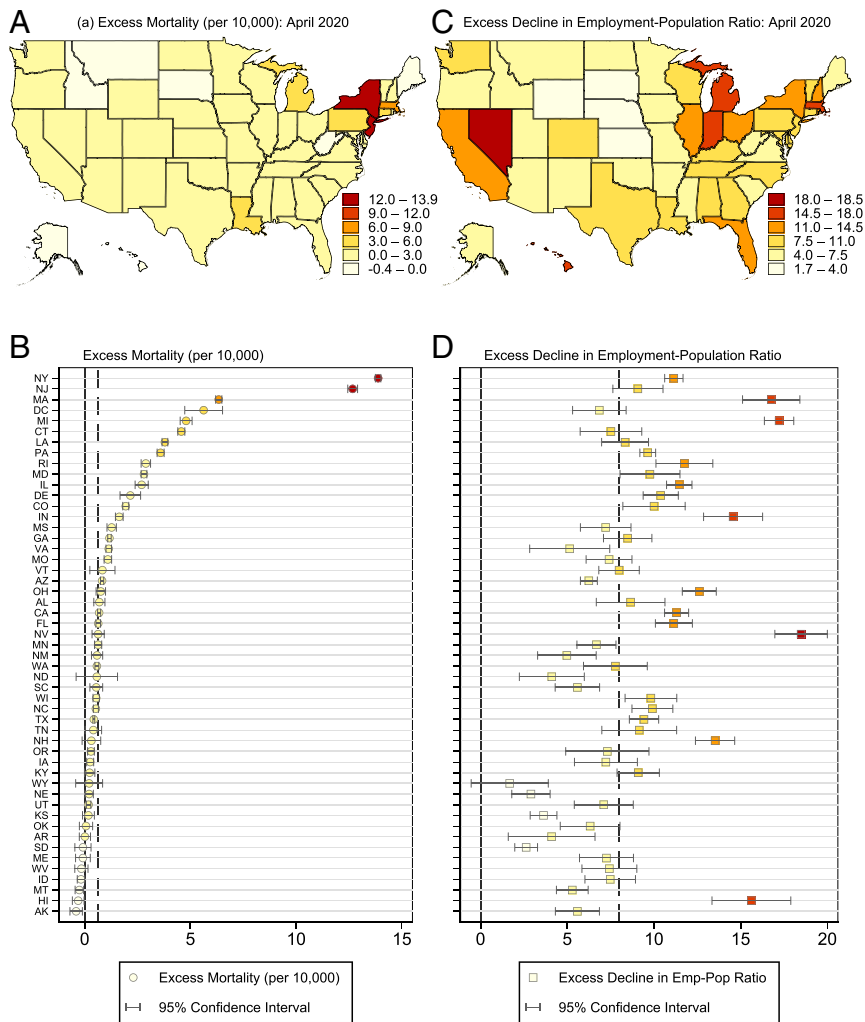 A
(a) Excess Mortality (per 10,000): April 2020
12.0 – 13.9
9.0 – 12.0
6.0 – 9.0
3.0 – 6.0
0.0 – 3.0
-0.4 – 0.0
C
Excess Decline in Employment-Population Ratio: April 2020
18.0 – 18.5
14.5 – 18.0
11.0 – 14.5
7.5 – 11.0
4.0 – 7.5
1.7 – 4.0
B
Excess Mortality (per 10,000)
NY
NJ
MA
DC
MI
CT
LA
PA
RI
MD
IL
DE
CO
IN
MS
GA
VA
MO
VT
AZ
OH
AL
CA
FL
NV
MN
NM
WA
ND
SC
WI
NC
TX
TN
NH
OR
IA
KY
WY
NE
UT
KS
OK
AR
SD
ME
WV
ID
MT
HI
AK
0 5 10 15
Excess Mortality (per 10,000)
95% Confidence Interval
D
Excess Decline in Employment-Population Ratio
0 5 10 15 20
Excess Decline in Emp-Pop Ratio
95% Confidence Interval